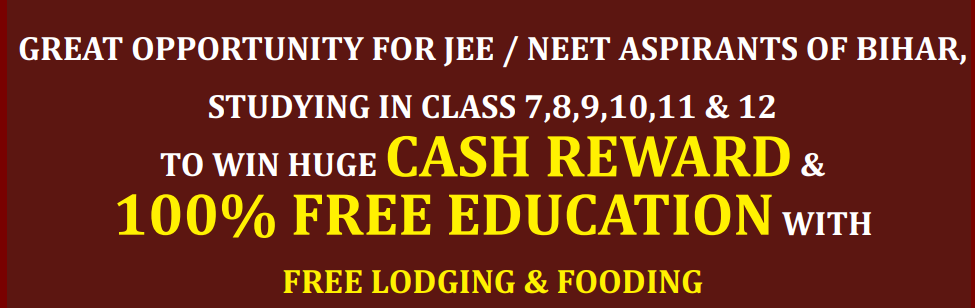 GREAT OPPORTUNITY FOR JEE / NEET ASPIRANTS OF BIHAR,
STUDYING IN CLASS 7,8,9,10,11 & 12
TO WIN HUGE CASH REWARD &
100% FREE EDUCATION WITH
FREE LODGING & FOODING